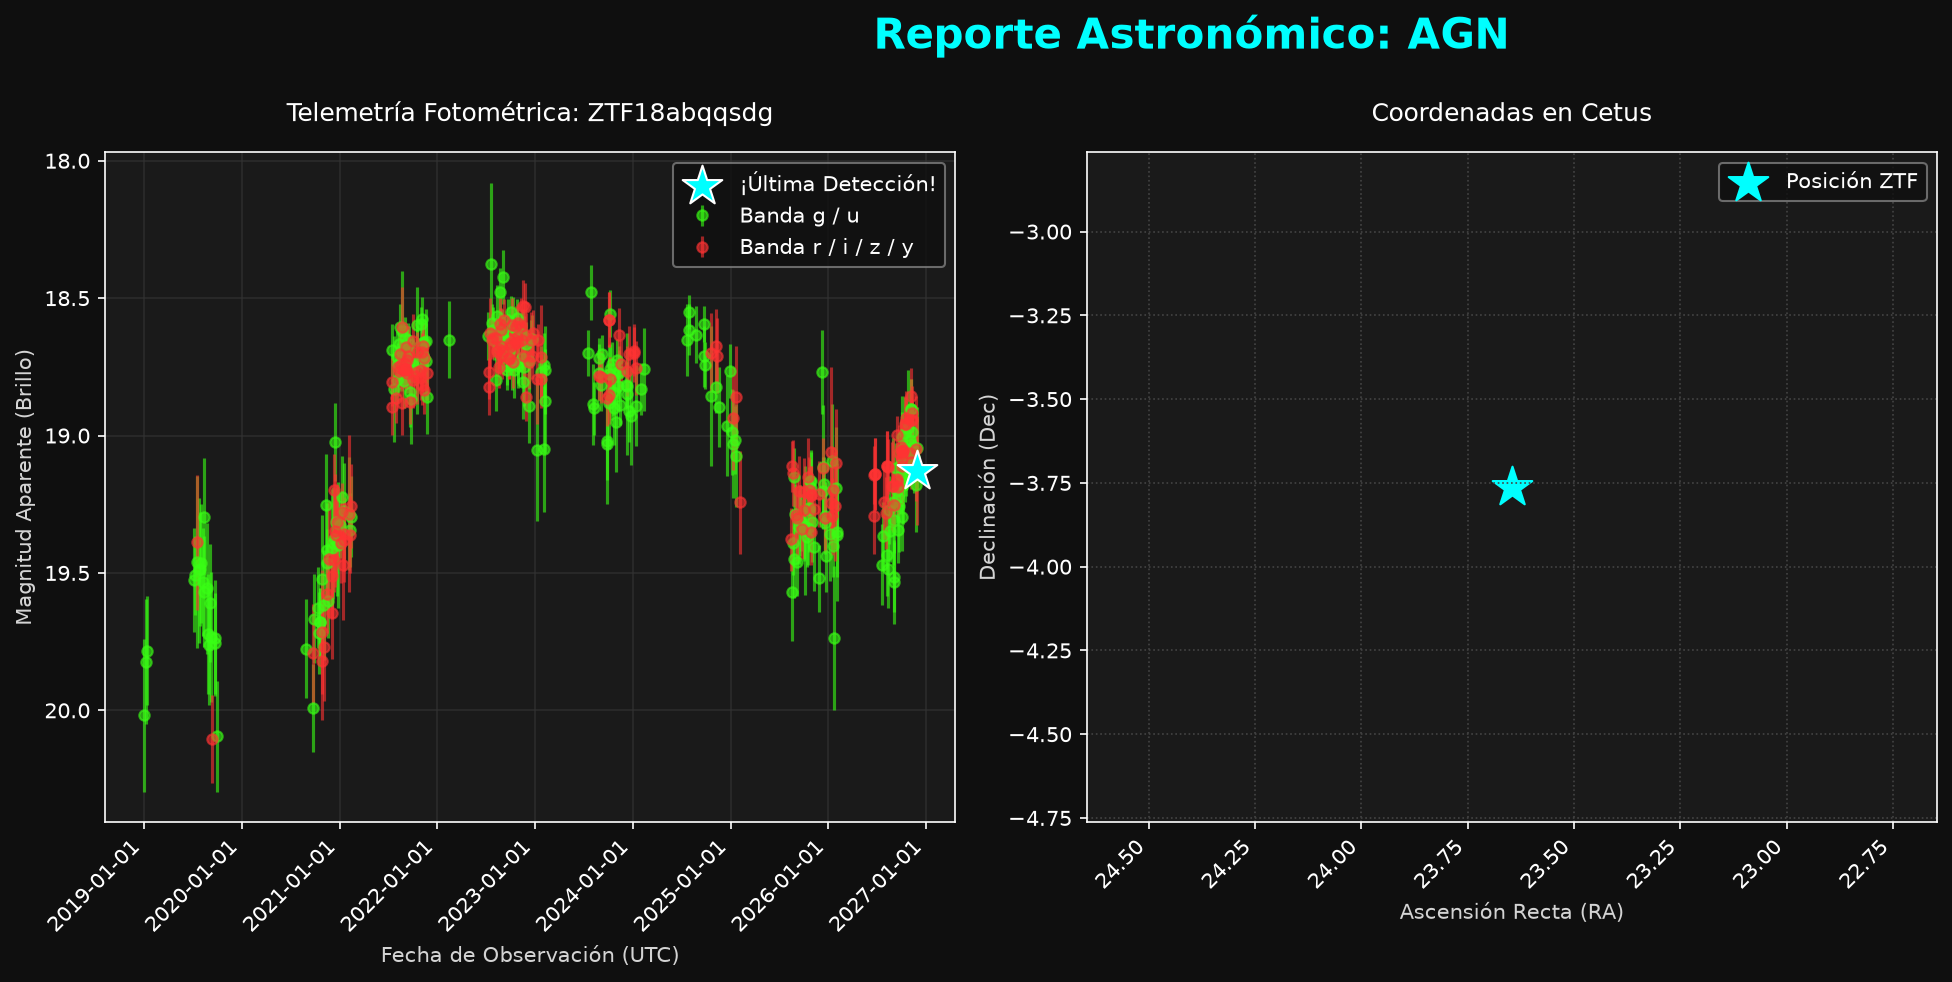 Reporte Astronómico: AGN
Telemetría Fotométrica: ZTF18abqqsdg
¡Última Detección!
Banda g / u
Banda r / i / z / y
Magnitud Aparente (Brillo)
18.0
18.5
19.0
19.5
20.0
2019-01-01
2020-01-01
2021-01-01
2022-01-01
2023-01-01
2024-01-01
2025-01-01
2026-01-01
2027-01-01
Fecha de Observación (UTC)
Coordenadas en Cetus
Posición ZTF
Declinación (Dec)
−3.00
−3.25
−3.50
−3.75
−4.00
−4.25
−4.50
−4.75
24.50
24.25
24.00
23.75
23.50
23.25
23.00
22.75
Ascensión Recta (RA)